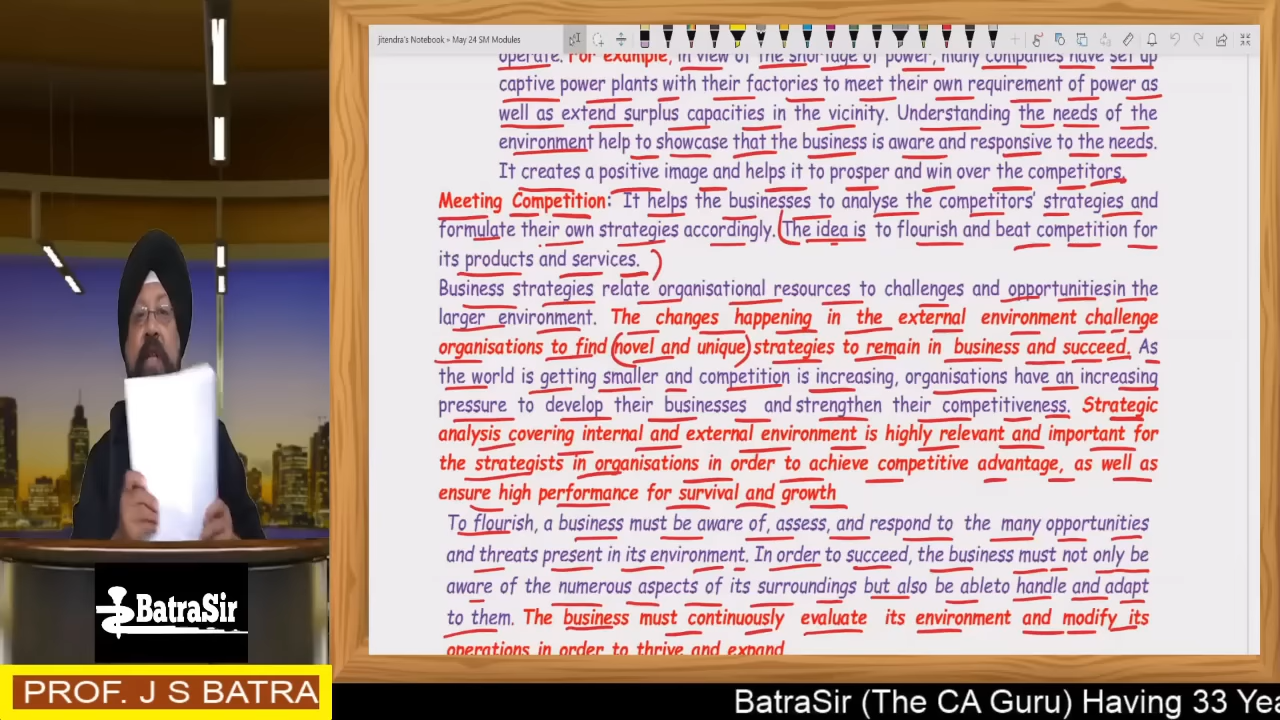 Jitendra's Notebook » May 24 SM Modules
operate. For example, in view of the shortage of power, many companies have set up
captive power plants with their factories to meet their own requirement of power as
well as extend surplus capacities in the vicinity. Understanding the needs of the
environment help to showcase that the business is aware and responsive to the needs.
It creates a positive image and helps it to prosper and win over the competitors.
Meeting Competition: It helps the businesses to analyse the competitors' strategies and
formulate their own strategies accordingly. The idea is to flourish and beat competition for
its products and services.
Business strategies relate organisational resources to challenges and opportunitiesin the
larger environment. The changes happening in the external environment challenge
organisations to find novel and unique strategies to remain in business and succeed. As
the world is getting smaller and competition is increasing, organisations have an increasing
pressure to develop their businesses and strengthen their competitiveness. Strategic
analysis covering internal and external environment is highly relevant and important for
the strategists in organisations in order to achieve competitive advantage, as well as
ensure high performance for survival and growth
To flourish, a business must be aware of, assess, and respond to the many opportunities
and threats present in its environment. In order to succeed, the business must not only be
aware of the numerous aspects of its surroundings but also be ableto handle and adapt
to them. The business must continuously evaluate its environment and modify its
operations in order to thrive and expand
BatraSir
PROF. J S BATRA
BatraSir (The CA Guru) Having 33 Yea